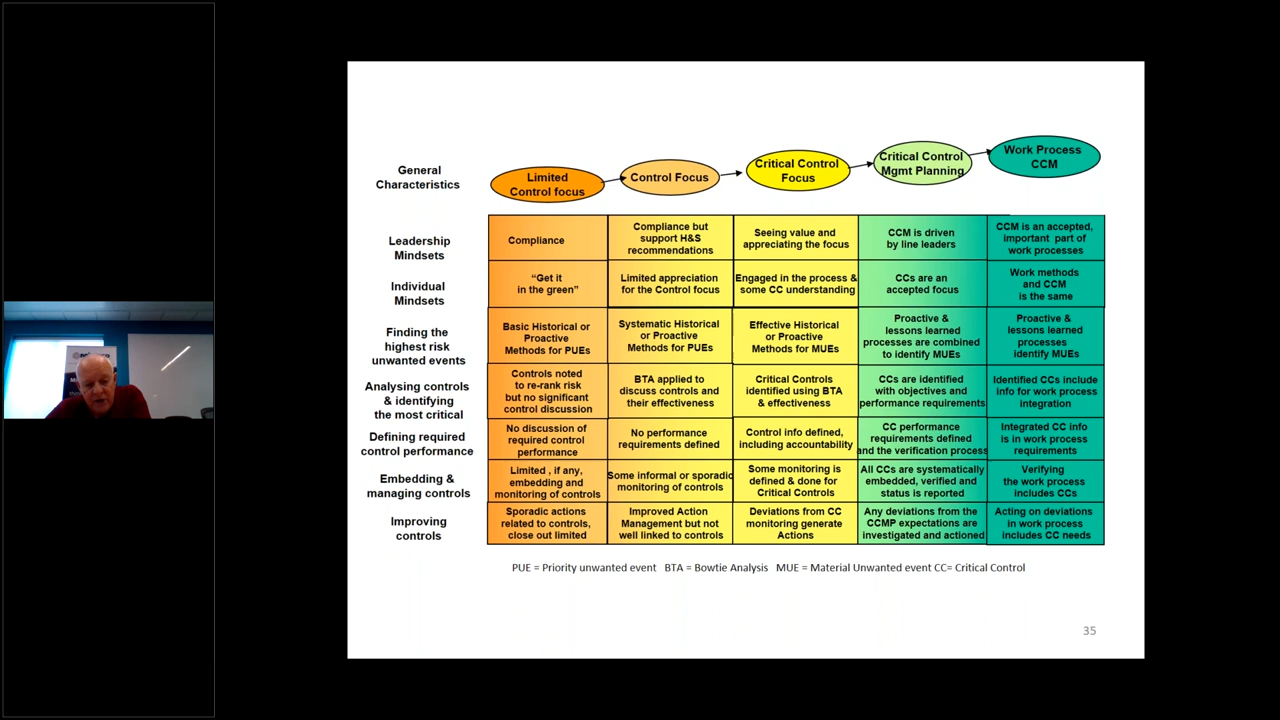 General
Characteristics
Limited
Control focus
Control Focus
Critical Control
Focus
Critical Control
Mgmt Planning
Work Process
CCM
Leadership
Mindsets
Compliance
Compliance but
support H&S
recommendations
Seeing value and
appreciating the focus
CCM is driven
by line leaders
CCM is an accepted,
important part of
work processes
Individual
Mindsets
“Get it
in the green”
Limited appreciation
for the Control focus
Engaged in the process &
some CC understanding
CCs are an
accepted focus
Work methods
and CCM
is the same
Finding the
highest risk
unwanted events
Basic Historical or
Proactive
Methods for PUEs
Systematic Historical
or Proactive
Methods for PUEs
Effective Historical
or Proactive
Methods for MUEs
Proactive &
lessons learned
processes are combined
to identify MUEs
Proactive &
lessons learned
processes
identify MUEs
Analysing controls
& identifying
the most critical
Controls noted
to re-rank risk
but no significant
control discussion
BTA applied to
discuss controls and
their effectiveness
Critical Controls
identified using BTA
& effectiveness
CCs are identified
with objectives and
performance requirements
Identified CCs include
info for work process
integration
Defining required
control performance
No discussion of
required control
performance
No performance
requirements defined
Control info defined,
including accountability
CC performance
requirements defined
and the verification process
Integrated CC info
is in work process
requirements
Embedding &
managing controls
Limited , if any,
embedding and
monitoring of controls
Some informal or sporadic
monitoring of controls
Some monitoring is
defined & done for
Critical Controls
All CCs are systematically
embedded, verified and
status is reported
Verifying
the work process
includes CCs
Improving
controls
Sporadic actions
related to controls,
close out limited
Improved Action
Management but not
well linked to controls
Deviations from CC
monitoring generate
Actions
Any deviations from the
CCMP expectations are
investigated and actioned
Acting on deviations
in work process
includes CC needs
PUE = Priority unwanted event BTA = Bowtie Analysis MUE = Material Unwanted event CC= Critical Control
35